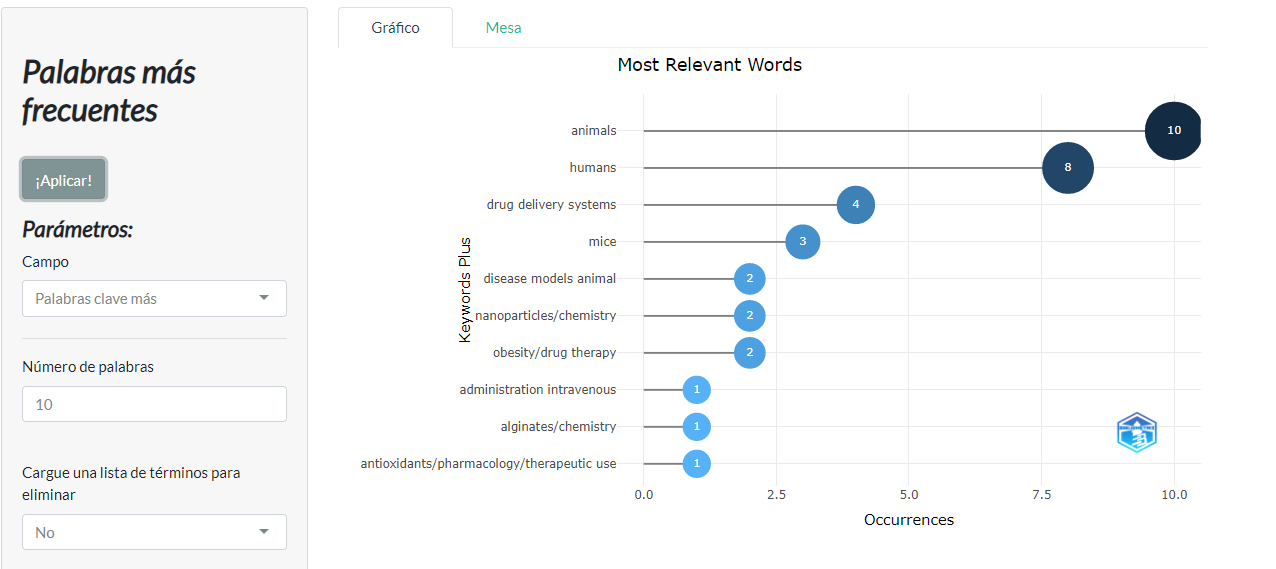 Palabras más
frecuentes
¡Aplicar!
Parámetros:
Campo
Palabras clave más
Número de palabras
10
Cargue una lista de términos para
eliminar
No
Gráfico
Mesa
Most Relevant Words
Keywords Plus
animals
10
humans
8
drug delivery systems
4
mice
3
disease models animal
2
nanoparticles/chemistry
2
obesity/drug therapy
2
administration intravenous
1
alginates/chemistry
1
antioxidants/pharmacology/therapeutic use
1
0.0 2.5 5.0 7.5 10.0
Occurrences